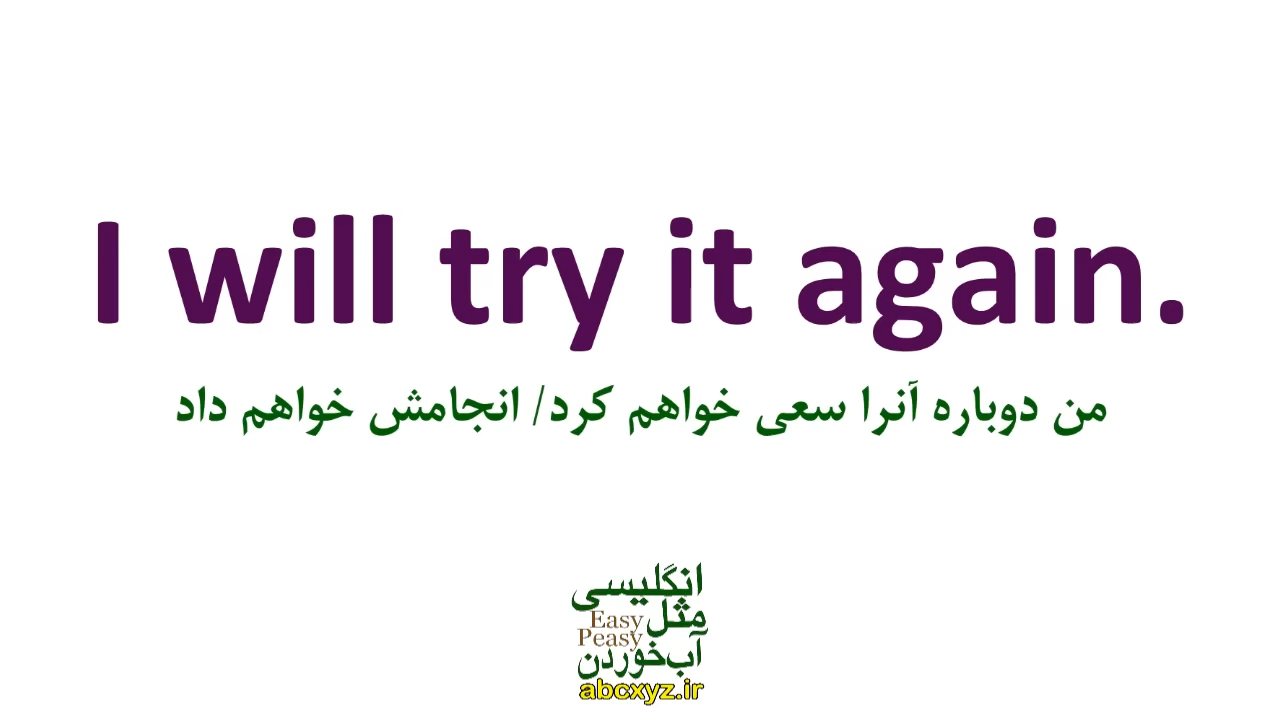 I will try it again.
من دوباره آنرا سعی خواهم کرد/ انجامش خواهم داد
انگلیسی
مثل Easy
Peasy
آب‌خوردن
abcxyz.ir